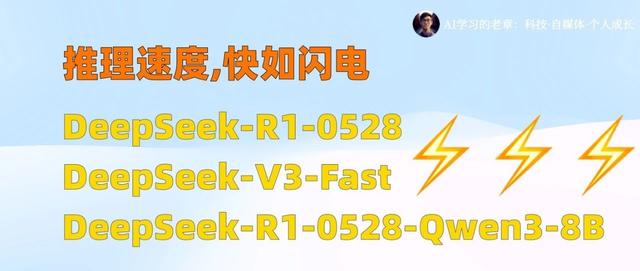 AI学习的老章：科技·自媒体·个人成长
推理速度,快如闪电
DeepSeek-R1-0528
DeepSeek-V3-Fast
DeepSeek-R1-0528-Qwen3-8B